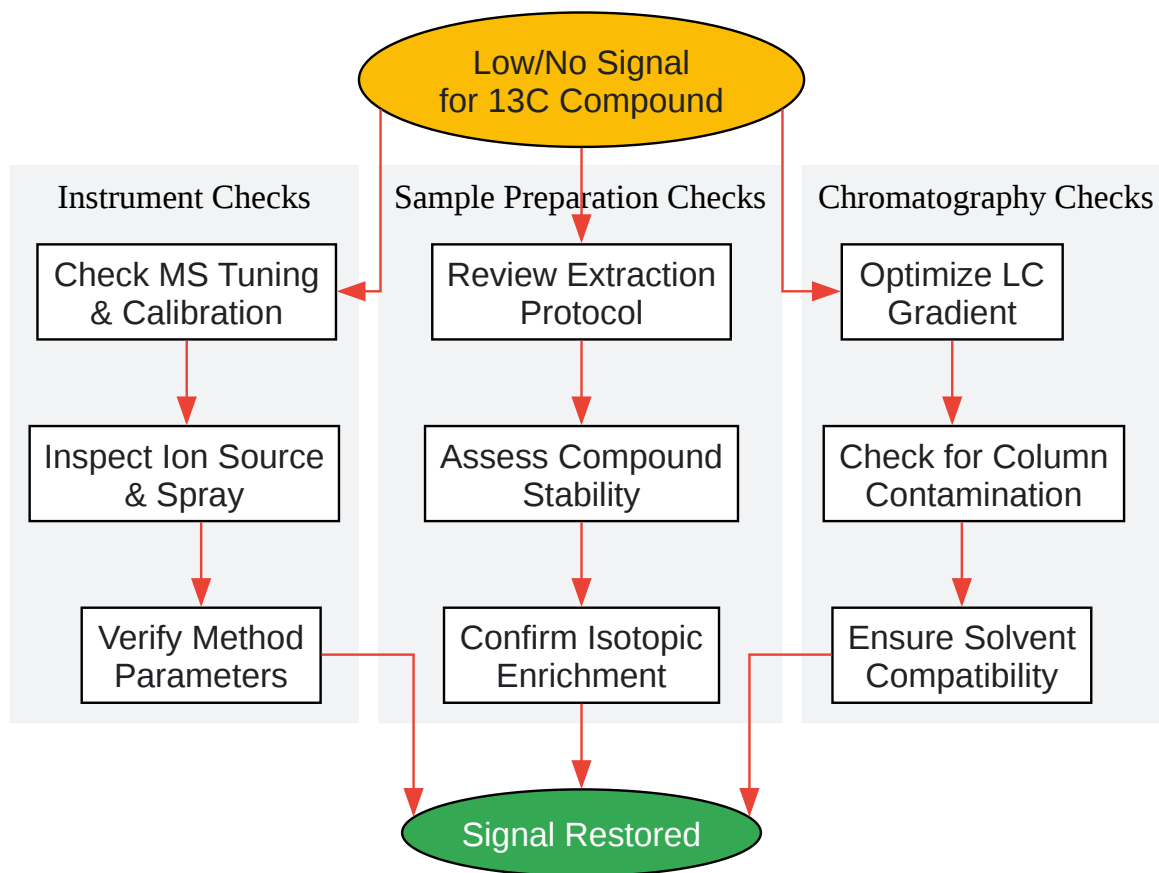 Low/No Signal
for 13C Compound
Instrument Checks
Check MS Tuning
& Calibration
Inspect Ion Source
& Spray
Verify Method
Parameters
Sample Preparation Checks
Review Extraction
Protocol
Assess Compound
Stability
Confirm Isotopic
Enrichment
Chromatography Checks
Optimize LC
Gradient
Check for Column
Contamination
Ensure Solvent
Compatibility
Signal Restored